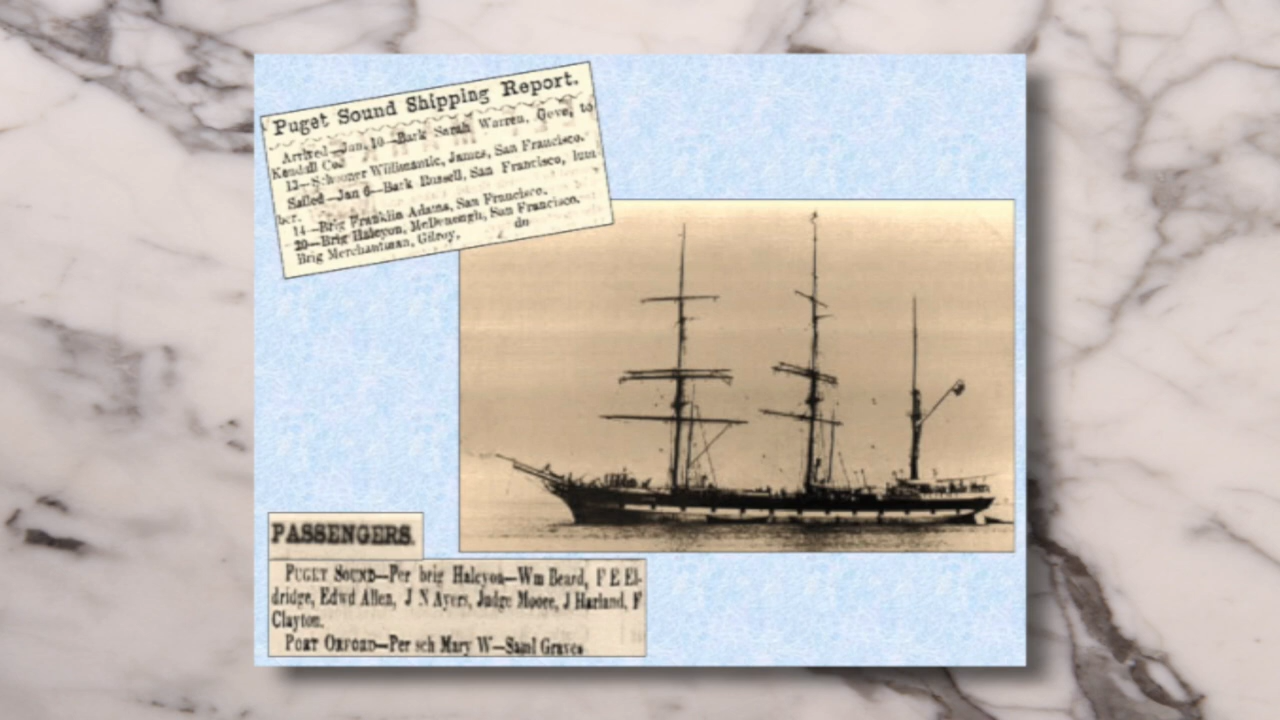 Puget Sound Shipping Report.
Arrived—Jan, 10—Bark Sarah Warren, Gove, to
Kendall Co.
13—Schooner Willimantic, James, San Francisco.
Sailed—Jan 6—Bark Russell, San Francisco, lum
ber.
14—Brig Franklin Adams, San Francisco.
20—Brig Halcyon, McDonough, San Francisco.
Brig Merchantman, Gilroy, do
PASSENGERS.
PUGET SOUND—Per brig Halcyon—Wm Beard, F E El-
dridge, Edwd Allen, J N Ayers, Judge Moore, J Harland, F
Clayton.
PORT ORFORD—Per sch Mary W—Saml Graves